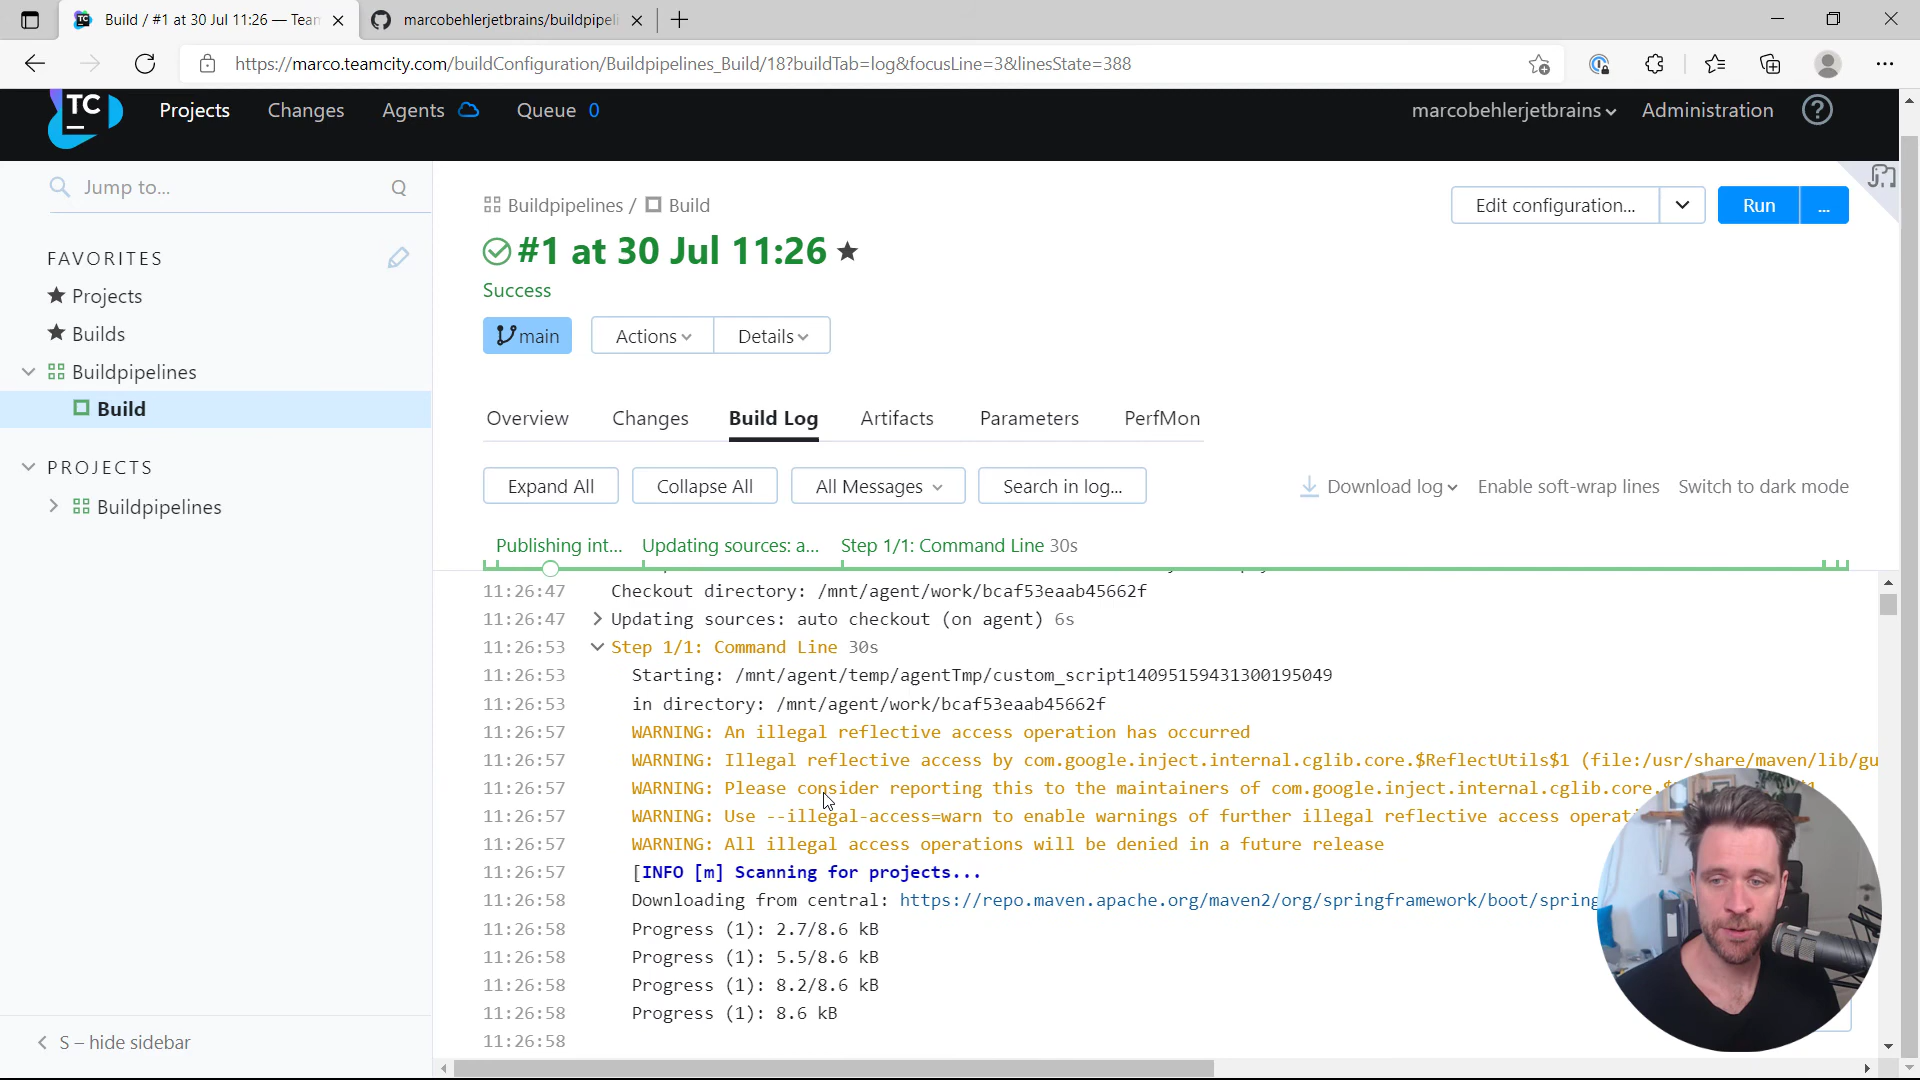 Build / #1 at 30 Jul 11:26 — Team
marcobehlerjetbrains/buildpipeli
https://marco.teamcity.com/buildConfiguration/Buildpipelines_Build/18?buildTab=log&focusLine=3&linesState=388
TC
Projects
Changes
Agents
Queue 0
marcobehlerjetbrains
Administration
?
Jump to...
Q
Buildpipelines / Build
Edit configuration...
Run
...
#1 at 30 Jul 11:26
Success
FAVORITES
Projects
Builds
Buildpipelines
Build
PROJECTS
Buildpipelines
main
Actions
Details
Overview
Changes
Build Log
Artifacts
Parameters
PerfMon
Expand All
Collapse All
All Messages
Search in log...
Download log
Enable soft-wrap lines
Switch to dark mode
Publishing int...
Updating sources: a...
Step 1/1: Command Line 30s
11:26:47 Checkout directory: /mnt/agent/work/bcaf53eaab45662f
11:26:47 Updating sources: auto checkout (on agent) 6s
11:26:53 Step 1/1: Command Line 30s
11:26:53 Starting: /mnt/agent/temp/agentTmp/custom_script14095159431300195049
11:26:53 in directory: /mnt/agent/work/bcaf53eaab45662f
11:26:57 WARNING: An illegal reflective access operation has occurred
11:26:57 WARNING: Illegal reflective access by com.google.inject.internal.cglib.core.$ReflectUtils$1 (file:/usr/share/maven/lib/gu
11:26:57 WARNING: Please consider reporting this to the maintainers of com.google.inject.internal.cglib.core.$
11:26:57 WARNING: Use --illegal-access=warn to enable warnings of further illegal reflective access operati
11:26:57 WARNING: All illegal access operations will be denied in a future release
11:26:57 [INFO [m] Scanning for projects...
11:26:58 Downloading from central: https://repo.maven.apache.org/maven2/org/springframework/boot/spring
11:26:58 Progress (1): 2.7/8.6 kB
11:26:58 Progress (1): 5.5/8.6 kB
11:26:58 Progress (1): 8.2/8.6 kB
11:26:58 Progress (1): 8.6 kB
11:26:58
S – hide sidebar